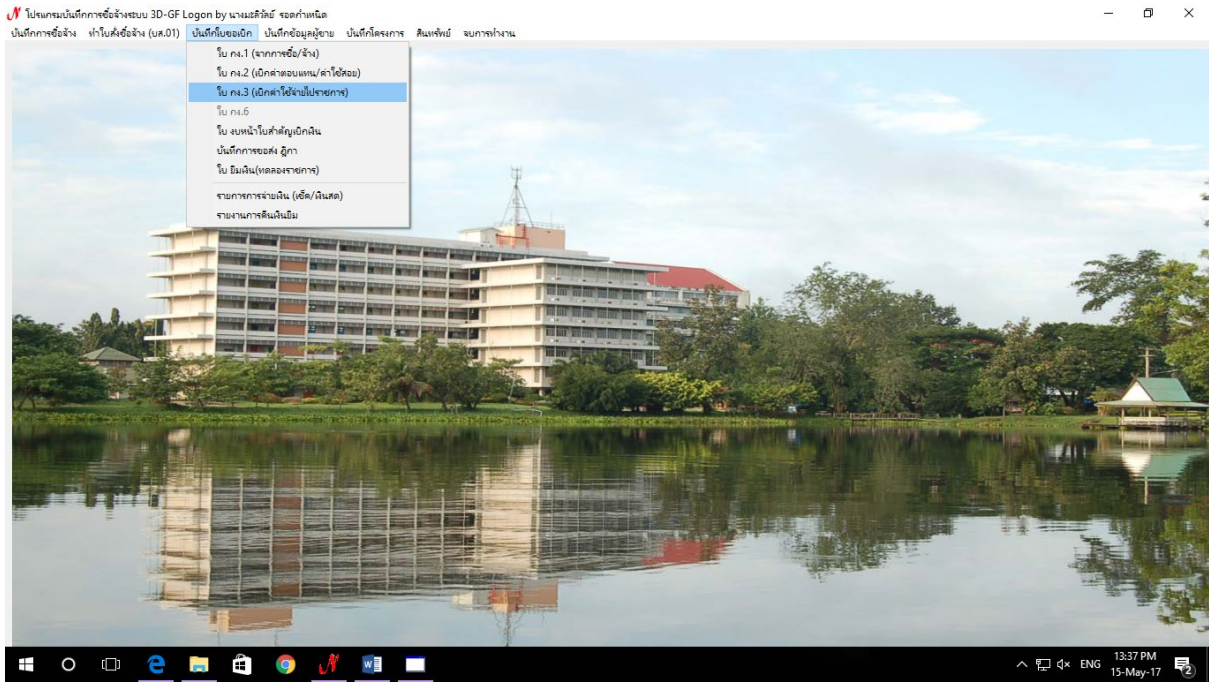 โปรแกรมบันทึกการซื้อจ้างระบบ 3D-GF Logon by นางมะลิวัลย์ รอดกำเหนิด
บันทึกการซื้อจ้าง ทำใบสั่งซื้อจ้าง (บส.01) บันทึกใบขอเบิก บันทึกข้อมูลผู้ขาย บันทึกโครงการ สินทรัพย์ จบการทำงาน
ใบ กง.1 (จากการซื้อ/จ้าง)
ใบ กง.2 (เบิกค่าตอบแทน/ค่าใช้สอย)
ใบ กง.3 (เบิกค่าใช้จ่ายไปราชการ)
ใบ กง.6
ใบ งบหน้าใบสำคัญเบิกเงิน
บันทึกการขอส่ง ฎีกา
ใบ ยืมเงิน(ทดลองราชการ)
รายการการจ่ายเงิน (เช็ค/เงินสด)
รายงานการคืนเงินยืม
ENG
13:37 PM
15-May-17
2